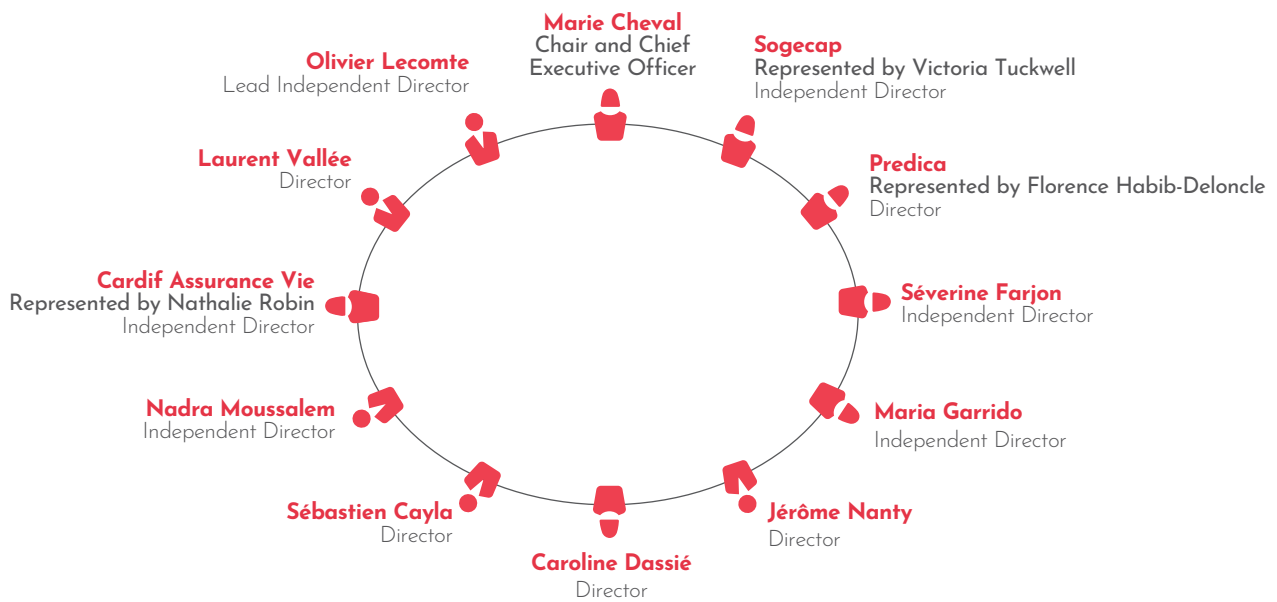 Marie Cheval
Chair and Chief
Executive Officer
Sogecap
Represented by Victoria Tuckwell
Independent Director
Predica
Represented by Florence Habib-Deloncle
Director
Séverine Farjon
Independent Director
Maria Garrido
Independent Director
Jérôme Nanty
Director
Caroline Dassié
Director
Sébastien Cayla
Director
Nadra Moussalem
Independent Director
Cardif Assurance Vie
Represented by Nathalie Robin
Independent Director
Laurent Vallée
Director
Olivier Lecomte
Lead Independent Director